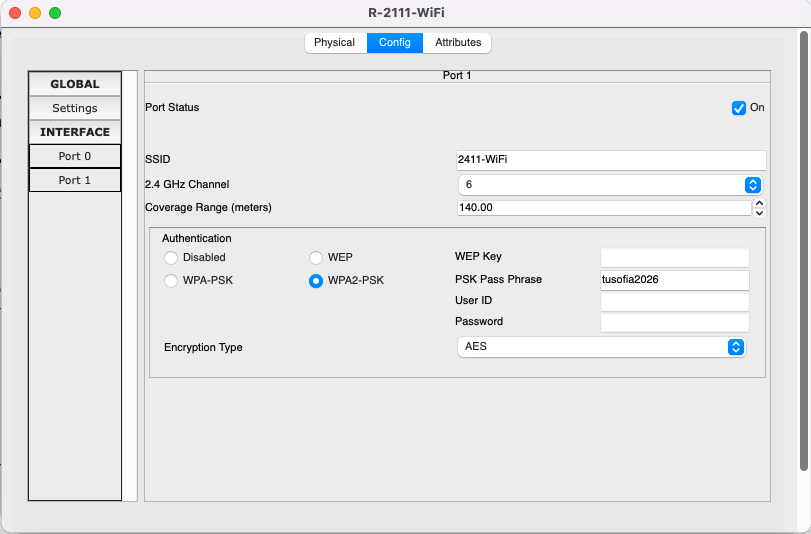 R-2111-WiFi
Physical Config Attributes
GLOBAL
Settings
INTERFACE
Port 0
Port 1
Port 1
Port Status On
SSID 2411-WiFi
2.4 GHz Channel 6
Coverage Range (meters) 140.00
Authentication
Disabled WEP WEP Key
WPA-PSK WPA2-PSK PSK Pass Phrase tusofia2026
User ID
Password
Encryption Type AES